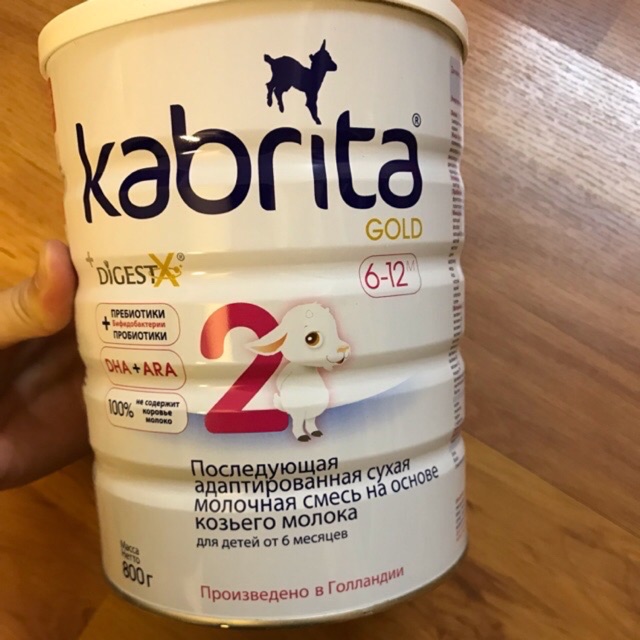 kabrita®
GOLD
+DiGESTX®
6-12M
ПРЕБИОТИКИ
+ Бифидобактерии
ПРОБИОТИКИ
DHA+ARA
100% не содержит
коровье
молоко
2
Последующая
адаптированная сухая
молочная смесь на основе
козьего молока
для детей от 6 месяцев
Масса
Нетто
800 г
Произведено в Голландии